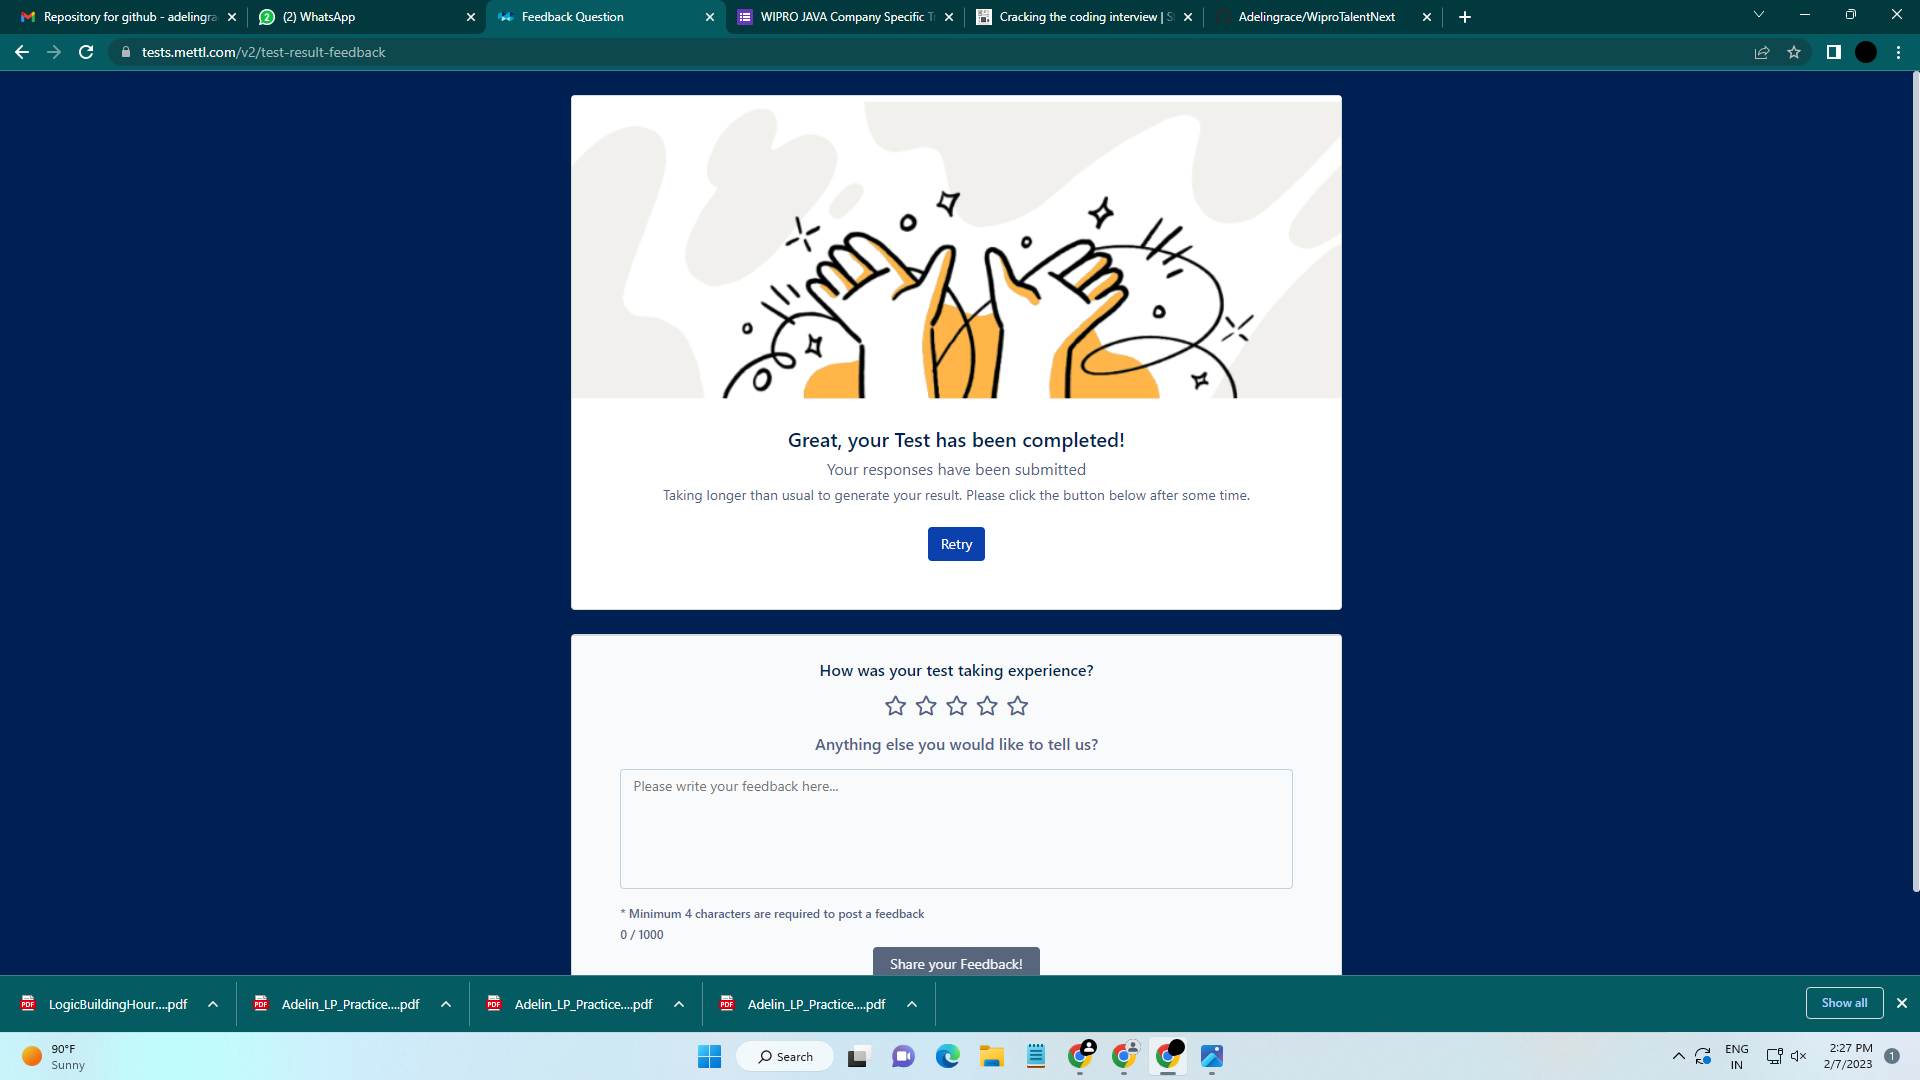 Repository for github - adelingra
(2) WhatsApp
Feedback Question
WIPRO JAVA Company Specific T
Cracking the coding interview | S
Adelingrace/WiproTalentNext
tests.mettl.com/v2/test-result-feedback
Great, your Test has been completed!
Your responses have been submitted
Taking longer than usual to generate your result. Please click the button below after some time.
Retry
How was your test taking experience?
Anything else you would like to tell us?
Please write your feedback here...
* Minimum 4 characters are required to post a feedback
0 / 1000
Share your Feedback!
PDF
LogicBuildingHour....pdf
PDF
Adelin_LP_Practice....pdf
PDF
Adelin_LP_Practice....pdf
PDF
Adelin_LP_Practice....pdf
Show all
90°F
Sunny
Search
ENG
IN
2:27 PM
2/7/2023
1